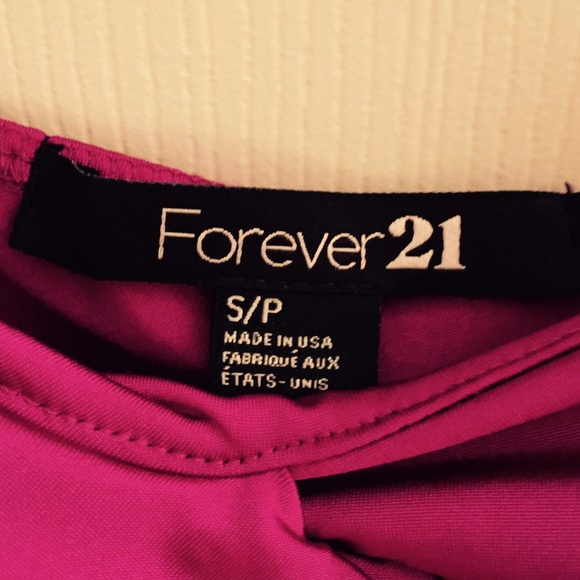 Forever21
S/P
MADE IN USA
FABRIQUÉ AUX
ÉTATS-UNIS